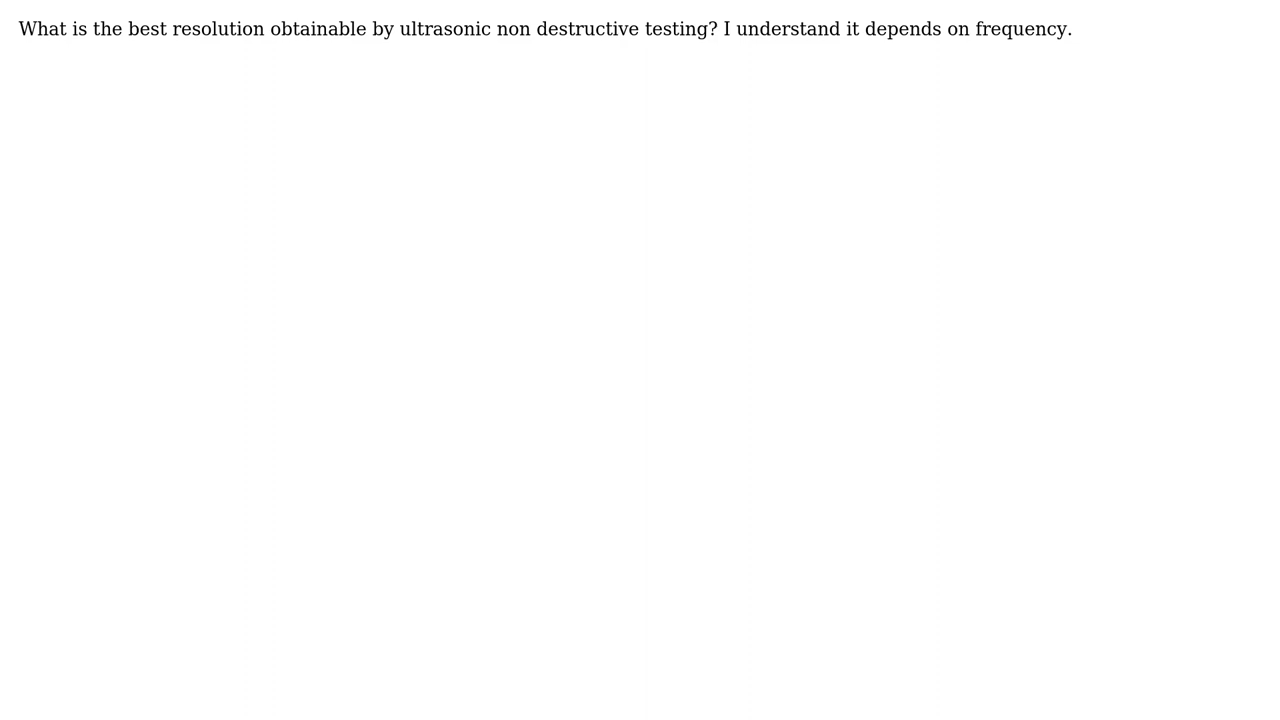 What is the best resolution obtainable by ultrasonic non destructive testing? I understand it depends on frequency.